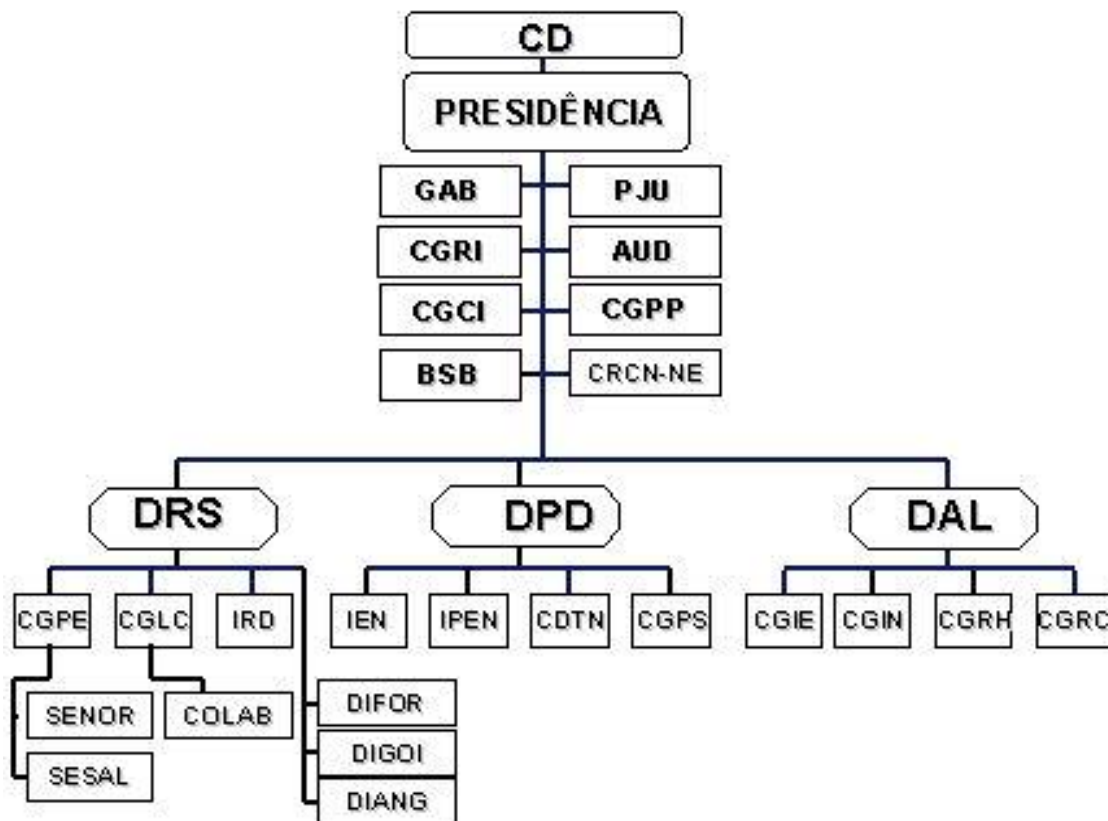 CD
PRESIDÊNCIA
GAB
PJU
CGRI
AUD
CGCI
CGPP
BSB
CRCN-NE
DRS
DPD
DAL
CGPE
CGLC
IRD
IEN
IPEN
CDTN
CGPS
CGIE
CGIN
CGRH
CGRC
SENOR
COLAB
DIFOR
DIGOI
SESAL
DIANG